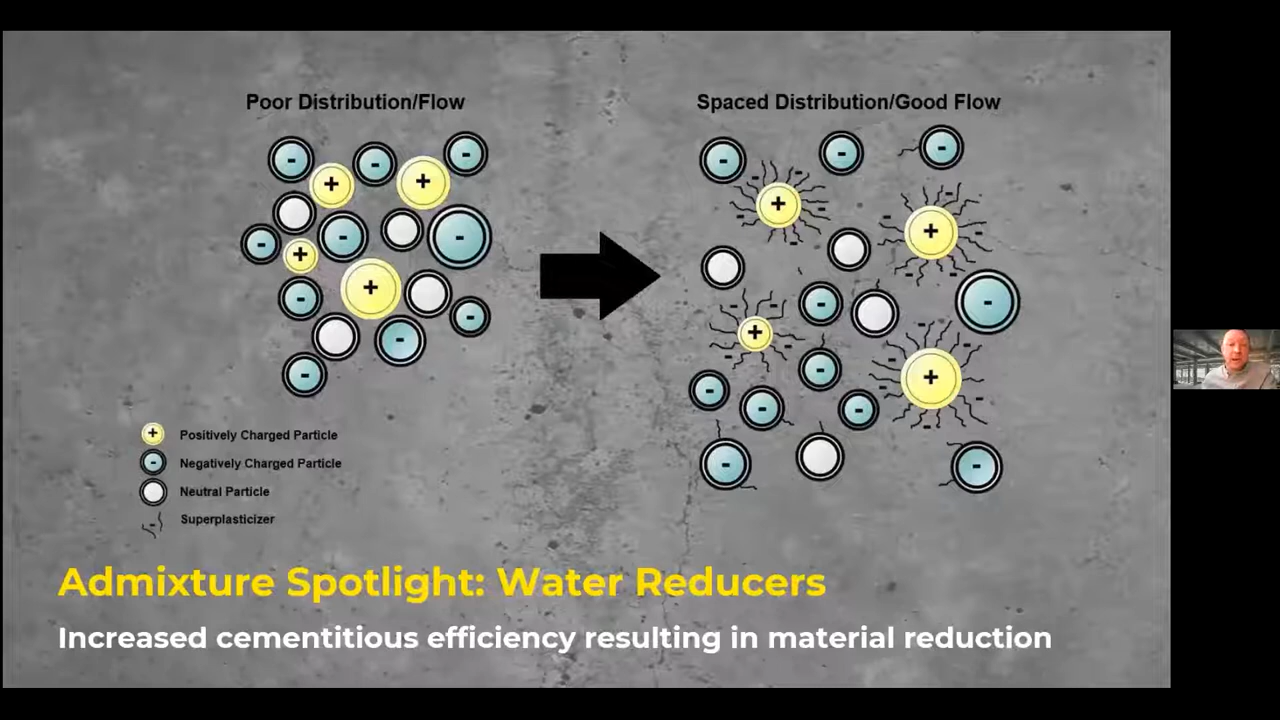 Poor Distribution/Flow
Spaced Distribution/Good Flow
Positively Charged Particle
Negatively Charged Particle
Neutral Particle
Superplasticizer
Admixture Spotlight: Water Reducers
Increased cementitious efficiency resulting in material reduction